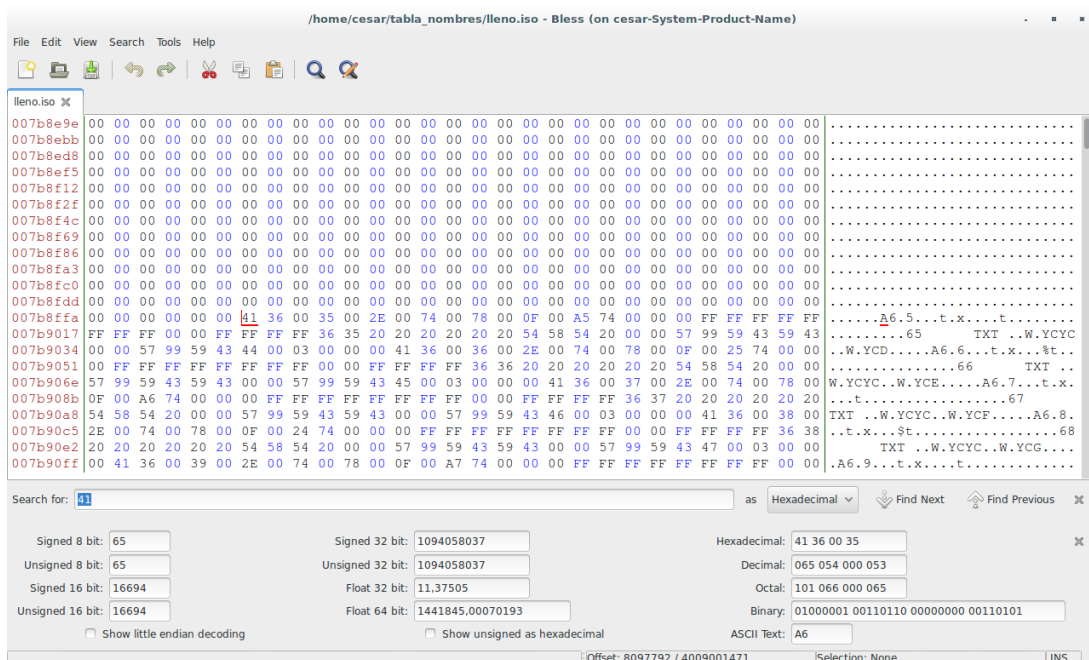 /home/cesar/tabla_nombres/lleno.iso - Bless (on cesar-System-Product-Name)
File Edit View Search Tools Help
lleno.iso
007b8e9e 00 00 00 00 00 00 00 00 00 00 00 00 00 00 00 00 00 00 00 00 00 00 00 00 00 00 00 00 00 .............................
007b8ebb 00 00 00 00 00 00 00 00 00 00 00 00 00 00 00 00 00 00 00 00 00 00 00 00 00 00 00 00 00 .............................
007b8ed8 00 00 00 00 00 00 00 00 00 00 00 00 00 00 00 00 00 00 00 00 00 00 00 00 00 00 00 00 00 .............................
007b8ef5 00 00 00 00 00 00 00 00 00 00 00 00 00 00 00 00 00 00 00 00 00 00 00 00 00 00 00 00 00 .............................
007b8f12 00 00 00 00 00 00 00 00 00 00 00 00 00 00 00 00 00 00 00 00 00 00 00 00 00 00 00 00 00 .............................
007b8f2f 00 00 00 00 00 00 00 00 00 00 00 00 00 00 00 00 00 00 00 00 00 00 00 00 00 00 00 00 00 .............................
007b8f4c 00 00 00 00 00 00 00 00 00 00 00 00 00 00 00 00 00 00 00 00 00 00 00 00 00 00 00 00 00 .............................
007b8f69 00 00 00 00 00 00 00 00 00 00 00 00 00 00 00 00 00 00 00 00 00 00 00 00 00 00 00 00 00 .............................
007b8f86 00 00 00 00 00 00 00 00 00 00 00 00 00 00 00 00 00 00 00 00 00 00 00 00 00 00 00 00 00 .............................
007b8fa3 00 00 00 00 00 00 00 00 00 00 00 00 00 00 00 00 00 00 00 00 00 00 00 00 00 00 00 00 00 .............................
007b8fc0 00 00 00 00 00 00 00 00 00 00 00 00 00 00 00 00 00 00 00 00 00 00 00 00 00 00 00 00 00 .............................
007b8fdd 00 00 00 00 00 00 00 00 00 00 00 00 00 00 00 00 00 00 00 00 00 00 00 00 00 00 00 00 00 .............................
007b8ffa 00 00 00 00 00 00 41 36 00 35 00 2E 00 74 00 78 00 0F 00 A5 74 00 00 00 FF FF FF FF FF ......A6.5...t.x....t........
007b9017 FF FF FF 00 00 FF FF FF FF 36 35 20 20 20 20 20 20 54 58 54 20 00 00 57 99 59 43 59 43 .........65      TXT ..W.YCYC
007b9034 00 00 57 99 59 43 44 00 03 00 00 00 41 36 00 36 00 2E 00 74 00 78 00 0F 00 25 74 00 00 ..W.YCD.....A6.6...t.x...%t..
007b9051 00 FF FF FF FF FF FF FF FF 00 00 FF FF FF FF 36 36 20 20 20 20 20 20 54 58 54 20 00 00 ...............66      TXT ..
007b906e 57 99 59 43 59 43 00 00 57 99 59 43 45 00 03 00 00 00 41 36 00 37 00 2E 00 74 00 78 00 W.YCYC..W.YCE.....A6.7...t.x.
007b908b 0F 00 A6 74 00 00 00 FF FF FF FF FF FF FF FF 00 00 FF FF FF FF 36 37 20 20 20 20 20 20 ...t.................67
007b90a8 54 58 54 20 00 00 57 99 59 43 59 43 00 00 57 99 59 43 46 00 03 00 00 00 41 36 00 38 00 TXT ..W.YCYC..W.YCF.....A6.8.
007b90c5 2E 00 74 00 78 00 0F 00 24 74 00 00 00 FF FF FF FF FF FF FF FF 00 00 FF FF FF FF 36 38 ..t.x...$t.................68
007b90e2 20 20 20 20 20 20 54 58 54 20 00 00 57 99 59 43 59 43 00 00 57 99 59 43 47 00 03 00 00       TXT ..W.YCYC..W.YCG....
007b90ff 00 41 36 00 39 00 2E 00 74 00 78 00 0F 00 A7 74 00 00 00 FF FF FF FF FF FF FF FF 00 00 .A6.9...t.x....t.............
Search for: 41 as Hexadecimal Find Next Find Previous
Signed 8 bit: 65 Signed 32 bit: 1094058037 Hexadecimal: 41 36 00 35
Unsigned 8 bit: 65 Unsigned 32 bit: 1094058037 Decimal: 065 054 000 053
Signed 16 bit: 16694 Float 32 bit: 11,37505 Octal: 101 066 000 065
Unsigned 16 bit: 16694 Float 64 bit: 1441845,00070193 Binary: 01000001 00110110 00000000 00110101
Show little endian decoding Show unsigned as hexadecimal ASCII Text: A6
Offset: 8097792 / 4009001471 Selection: None INS